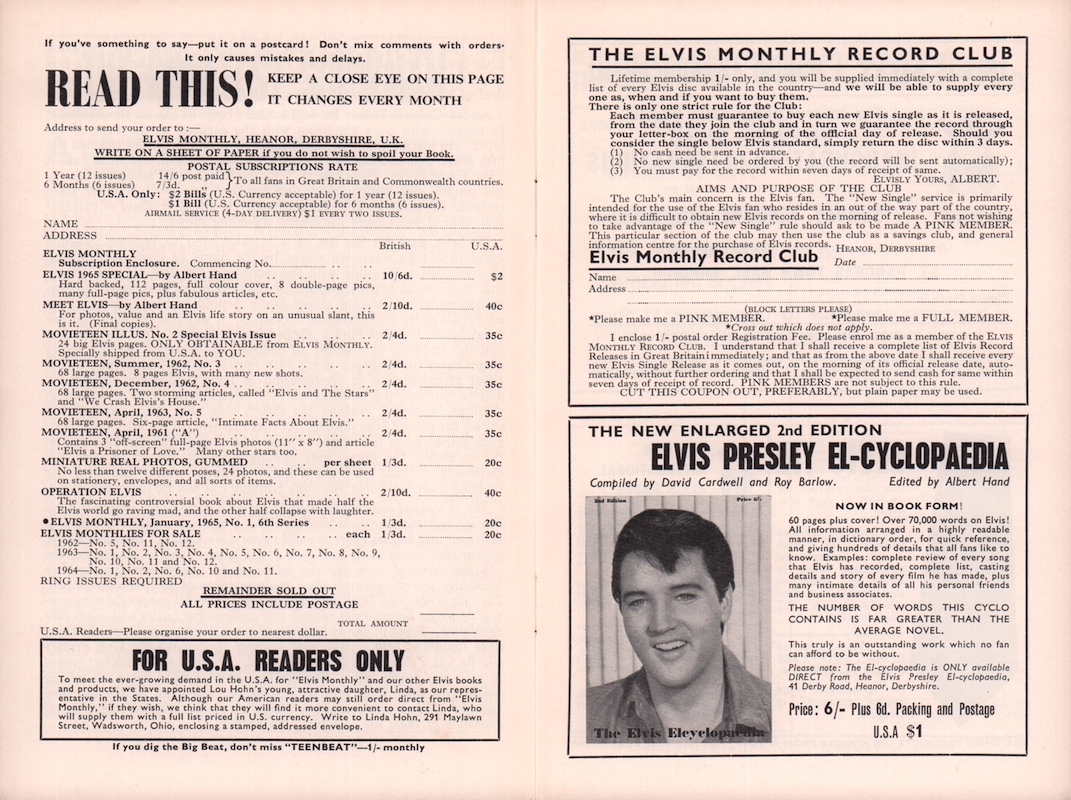 If you've something to say—put it on a postcard! Don't mix comments with orders.
It only causes mistakes and delays.
READ THIS! KEEP A CLOSE EYE ON THIS PAGE
IT CHANGES EVERY MONTH
Address to send your order to :—
ELVIS MONTHLY, HEANOR, DERBYSHIRE, U.K.
WRITE ON A SHEET OF PAPER if you do not wish to spoil your Book.
POSTAL SUBSCRIPTIONS RATE
1 Year (12 issues) 14/6 post paid } To all fans in Great Britain and Commonwealth countries.
6 Months (6 issues) 7/3d. ,,
U.S.A. Only: $2 Bills (U.S. Currency acceptable) for 1 year (12 issues).
$1 Bill (U.S. Currency acceptable) for 6 months (6 issues).
AIRMAIL SERVICE (4-DAY DELIVERY) $1 EVERY TWO ISSUES.
NAME
ADDRESS
British U.S.A.
ELVIS MONTHLY
Subscription Enclosure. Commencing No.
ELVIS 1965 SPECIAL—by Albert Hand 10/6d. $2
Hard backed, 112 pages, full colour cover, 8 double-page pics,
many full-page pics, plus fabulous articles, etc.
MEET ELVIS—by Albert Hand 2/10d. 40c
For photos, value and an Elvis life story on an unusual slant, this
is it. (Final copies).
MOVIETEEN ILLUS. No. 2 Special Elvis Issue 2/4d. 35c
24 big Elvis pages. ONLY OBTAINABLE from ELVIS MONTHLY.
Specially shipped from U.S.A. to YOU.
MOVIETEEN, Summer, 1962, No. 3 2/4d. 35c
68 large pages. 8 pages Elvis, with many new shots.
MOVIETEEN, December, 1962, No. 4 2/4d. 35c
68 large pages. Two storming articles, called "Elvis and The Stars"
and "We Crash Elvis's House."
MOVIETEEN, April, 1963, No. 5 2/4d. 35c
68 large pages. Six-page article, "Intimate Facts About Elvis."
MOVIETEEN, April, 1961 ("A") 2/4d. 35c
Contains 3 "off-screen" full-page Elvis photos (11" x 8") and article
"Elvis a Prisoner of Love." Many other stars too.
MINIATURE REAL PHOTOS, GUMMED per sheet 1/3d. 20c
No less than twelve different poses, 24 photos, and these can be used
on stationery, envelopes, and all sorts of items.
OPERATION ELVIS 2/10d. 40c
The fascinating controversial book about Elvis that made half the
Elvis world go raving mad, and the other half collapse with laughter.
● ELVIS MONTHLY, January, 1965, No. 1, 6th Series 1/3d. 20c
ELVIS MONTHLIES FOR SALE each 1/3d. 20c
1962—No. 5, No. 11, No. 12.
1963—No. 1, No. 2, No. 3, No. 4, No. 5, No. 6, No. 7, No. 8, No. 9,
No. 10, No. 11 and No. 12.
1964—No. 1, No. 2, No. 6, No. 10 and No. 11.
RING ISSUES REQUIRED
REMAINDER SOLD OUT
ALL PRICES INCLUDE POSTAGE
TOTAL AMOUNT
U.S.A. Readers—Please organise your order to nearest dollar.
FOR U.S.A. READERS ONLY
To meet the ever-growing demand in the U.S.A. for "Elvis Monthly" and our other Elvis books
and products, we have appointed Lou Hohn's young, attractive daughter, Linda, as our repres-
entative in the States. Although our American readers may still order direct from "Elvis
Monthly," if they wish, we think that they will find it more convenient to contact Linda, who
will supply them with a full list priced in U.S. currency. Write to Linda Hohn, 291 Maylawn
Street, Wadsworth, Ohio, enclosing a stamped, addressed envelope.
If you dig the Big Beat, don't miss "TEENBEAT"—1/- monthly
THE ELVIS MONTHLY RECORD CLUB
Lifetime membership 1/- only, and you will be supplied immediately with a complete
list of every Elvis disc available in the country—and we will be able to supply every
one as, when and if you want to buy them.
There is only one strict rule for the Club:
Each member must guarantee to buy each new Elvis single as it is released,
from the date they join the club and in turn we guarantee the record through
your letter-box on the morning of the official day of release. Should you
consider the single below Elvis standard, simply return the disc within 3 days.
(1) No cash need be sent in advance.
(2) No new single need be ordered by you (the record will be sent automatically);
(3) You must pay for the record within seven days of receipt of same.
ELVISLY YOURS, ALBERT.
AIMS AND PURPOSE OF THE CLUB
The Club's main concern is the Elvis fan. The "New Single" service is primarily
intended for the use of the Elvis fan who resides in an out of the way part of the country,
where it is difficult to obtain new Elvis records on the morning of release. Fans not wishing
to take advantage of the "New Single" rule should ask to be made A PINK MEMBER.
This particular section of the club may then use the club as a savings club, and general
information centre for the purchase of Elvis records. HEANOR, DERBYSHIRE
Elvis Monthly Record Club Date
Name
Address
(BLOCK LETTERS PLEASE)
*Please make me a PINK MEMBER. *Please make me a FULL MEMBER.
*Cross out which does not apply.
I enclose 1/- postal order Registration Fee. Please enrol me as a member of the ELVIS
MONTHLY RECORD CLUB. I understand that I shall receive a complete list of Elvis Record
Releases in Great Britain immediately; and that as from the above date I shall receive every
new Elvis Single Release as it comes out, on the morning of its official release date, auto-
matically, without further ordering and that I shall be expected to send cash for same within
seven days of receipt of record. PINK MEMBERS are not subject to this rule.
CUT THIS COUPON OUT, PREFERABLY, but plain paper may be used.
THE NEW ENLARGED 2nd EDITION
ELVIS PRESLEY EL-CYCLOPAEDIA
Compiled by David Cardwell and Roy Barlow. Edited by Albert Hand
2nd Edition Price 6/-
The Elvis Elcyclopaedia
NOW IN BOOK FORM!
60 pages plus cover! Over 70,000 words on Elvis!
All information arranged in a highly readable
manner, in dictionary order, for quick reference,
and giving hundreds of details that all fans like to
know. Examples: complete review of every song
that Elvis has recorded, complete list, casting
details and story of every film he has made, plus
many intimate details of all his personal friends
and business associates.
THE NUMBER OF WORDS THIS CYCLO
CONTAINS IS FAR GREATER THAN THE
AVERAGE NOVEL.
This truly is an outstanding work which no fan
can afford to be without.
Please note: The El-cyclopaedia is ONLY available
DIRECT from the Elvis Presley El-cyclopaedia,
41 Derby Road, Heanor, Derbyshire.
Price: 6/- Plus 6d. Packing and Postage
U.S.A $1